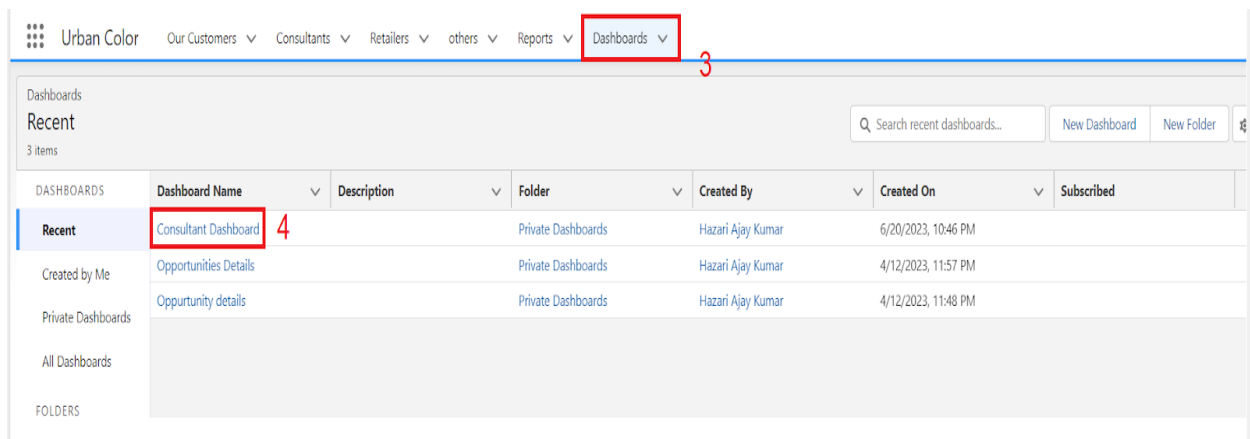 Urban Color Our Customers Consultants Retailers others Reports Dashboards
3
Dashboards
Recent
3 items
Search recent dashboards...
New Dashboard
New Folder
DASHBOARDS Dashboard Name Description Folder Created By Created On Subscribed
Recent Consultant Dashboard 4 Private Dashboards Hazari Ajay Kumar 6/20/2023, 10:46 PM
Created by Me Opportunities Details Private Dashboards Hazari Ajay Kumar 4/12/2023, 11:57 PM
Private Dashboards Oppurtunity details Private Dashboards Hazari Ajay Kumar 4/12/2023, 11:48 PM
All Dashboards
FOLDERS